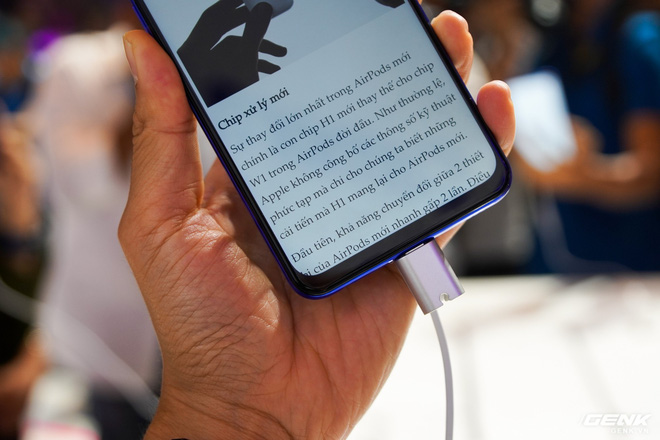 Chip xử lý mới
Sự thay đổi lớn nhất trong AirPods mới
chính là con chip H1 mới thay thế cho chip
W1 trong AirPods đời đầu. Như thường lệ,
Apple không công bố các thông số kỹ thuật
phức tạp mà chỉ cho chúng ta biết những
cải tiến mà H1 mang lại cho AirPods mới.
Đầu tiên, khả năng chuyển đổi giữa 2 thiết
bị của AirPods mới nhanh gấp 2 lần. Điều
GENK